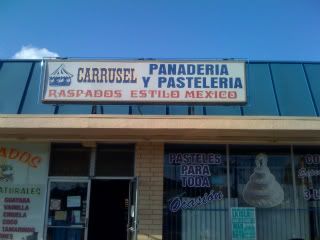 CARRUSEL
PANADERIA
Y PASTELERIA
RASPADOS ESTILO MEXICO
NATURALES
GUAYABA
VAINILLA
CIRUELA
COCO
TAMARINDO
PASTELES
PARA
TODA
Ocasión